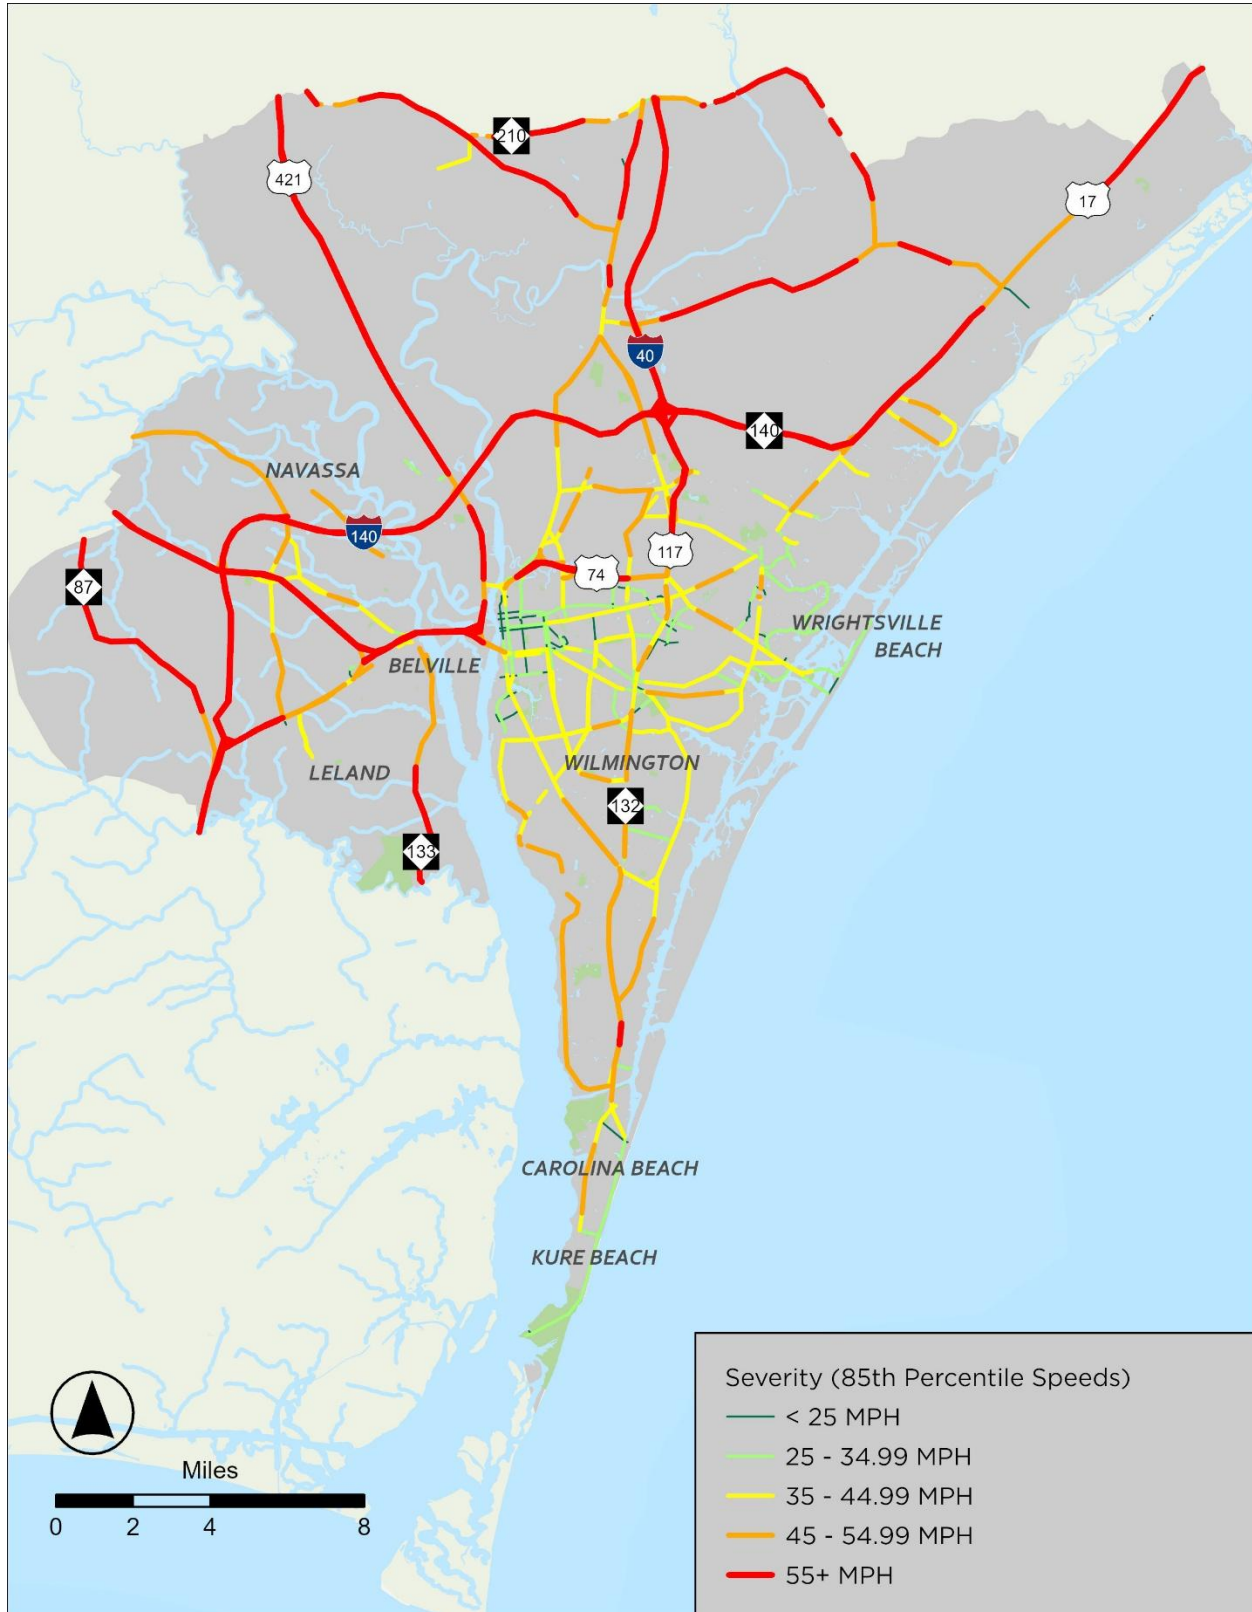 210
421
17
40
140
NAVASSA
140
117
74
87
WRIGHTSVILLE
BEACH
BELVILLE
LELAND
WILMINGTON
132
133
CAROLINA BEACH
KURE BEACH
Severity (85th Percentile Speeds)
< 25 MPH
25 - 34.99 MPH
35 - 44.99 MPH
45 - 54.99 MPH
55+ MPH
Miles
0 2 4 8